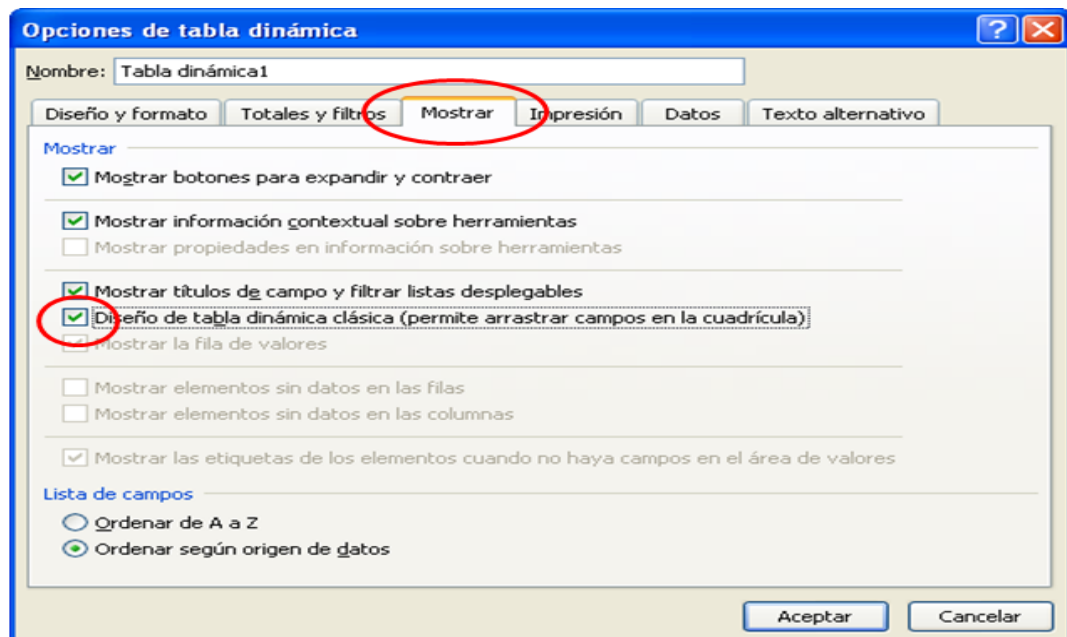 Opciones de tabla dinámica
Nombre: Tabla dinámica1
Diseño y formato Totales y filtros Mostrar Impresión Datos Texto alternativo
Mostrar
Mostrar botones para expandir y contraer
Mostrar información contextual sobre herramientas
Mostrar propiedades en información sobre herramientas
Mostrar títulos de campo y filtrar listas desplegables
Diseño de tabla dinámica clásica (permite arrastrar campos en la cuadrícula)
Mostrar la fila de valores
Mostrar elementos sin datos en las filas
Mostrar elementos sin datos en las columnas
Mostrar las etiquetas de los elementos cuando no haya campos en el área de valores
Lista de campos
Ordenar de A a Z
Ordenar según origen de datos
Aceptar Cancelar